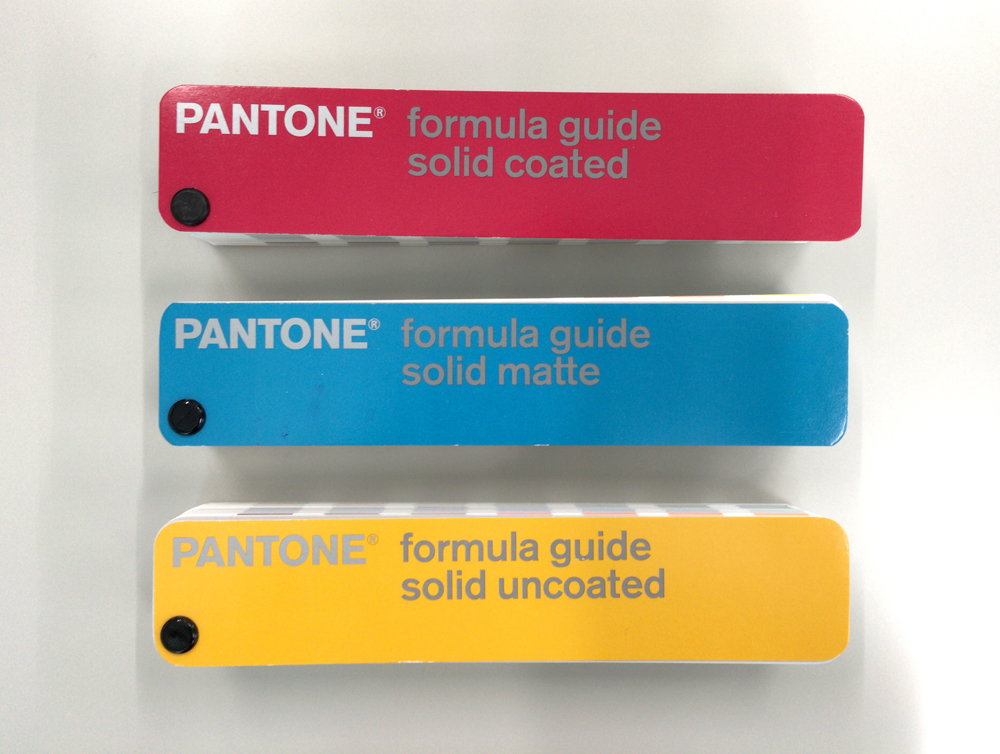 PANTONE® formula guide
solid coated
PANTONE® formula guide
solid matte
PANTONE® formula guide
solid uncoated